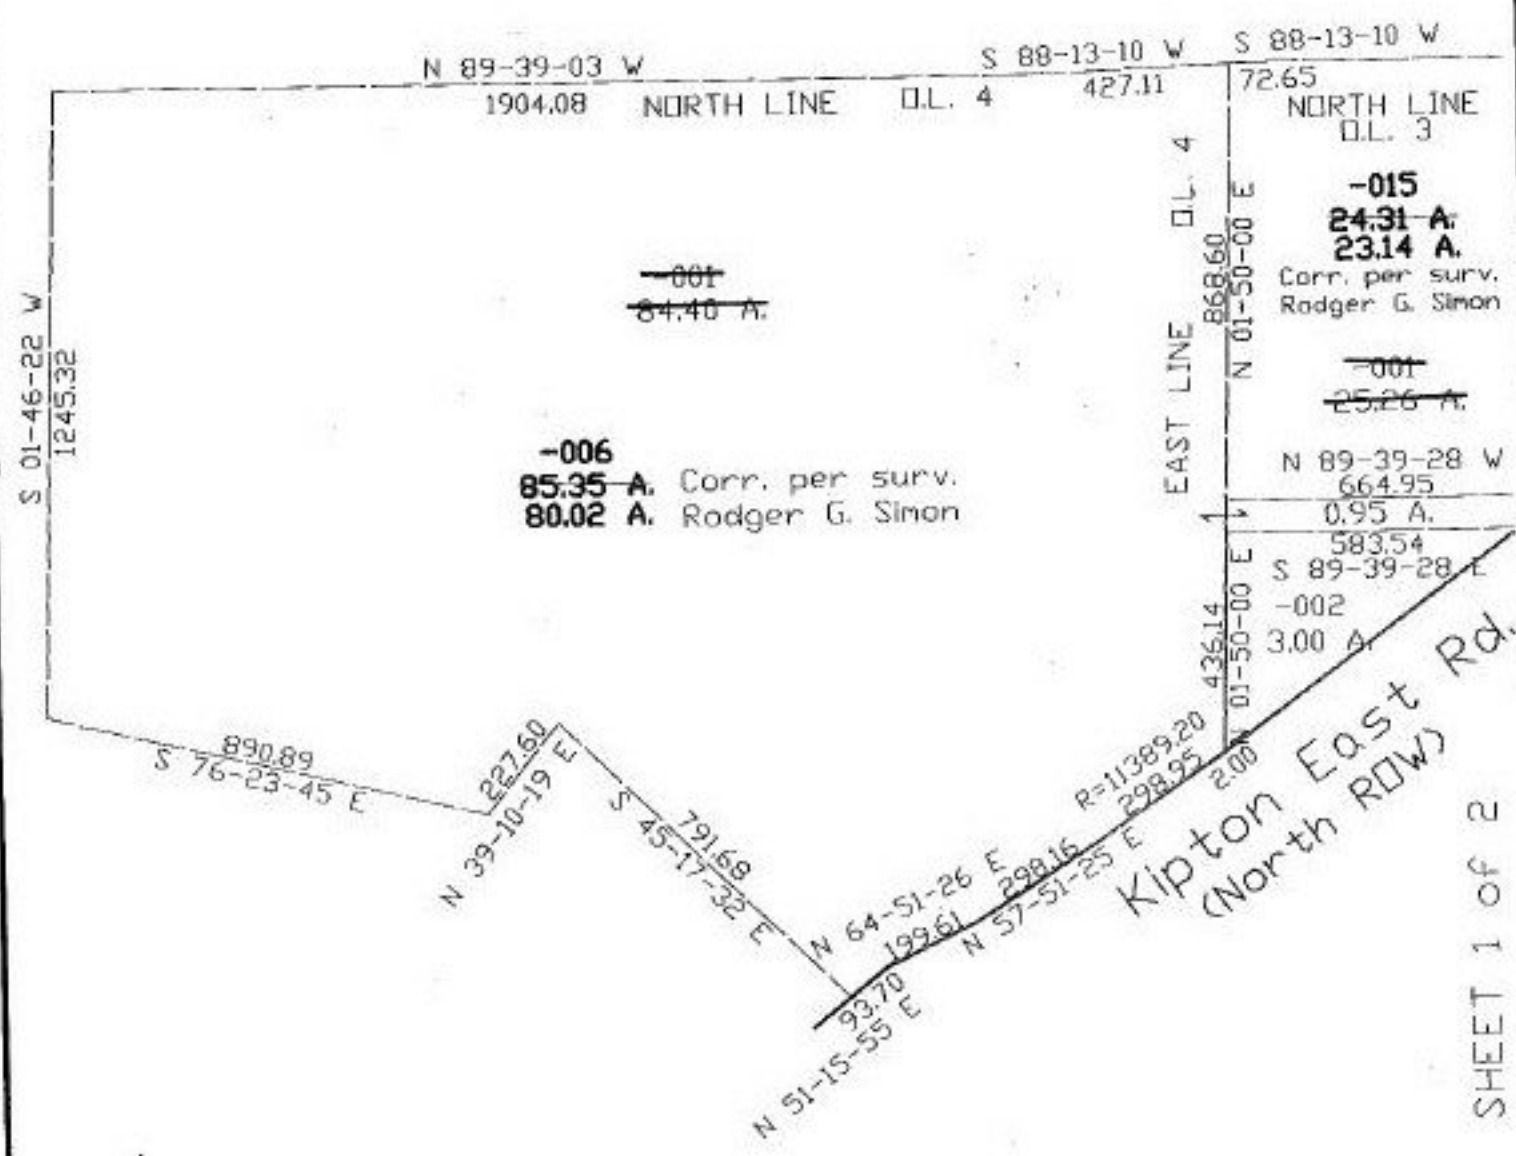 N 89-39-03 W
1904.08 NORTH LINE O.L. 4
S 88-13-10 W
427.11
S 88-13-10 W
72.65
NORTH LINE
O.L. 3
-015
24.31 A.
23.14 A.
Corr. per surv.
Rodger G. Simon
-001
25.26 A.
N 89-39-28 W
664.95
0.95 A.
583.54
S 89-39-28 E
-002
3.00 A.
EAST LINE O.L. 4
868.60
N 01-50-00 E
436.14
N 01-50-00 E
-001
84.40 A.
S 01-46-22 W
1245.32
-006
85.35 A. Corr. per surv.
80.02 A. Rodger G. Simon
890.89
S 76-23-45 E
227.60
N 39-10-19 E
791.68
S 45-17-32 E
N 64-51-26 E
199.61
298.16
N 57-51-25 E
R=11389.20
298.95
2.00
93.70
N 51-15-55 E
Kipton East Rd.
(North ROW)
SHEET 1 of 2